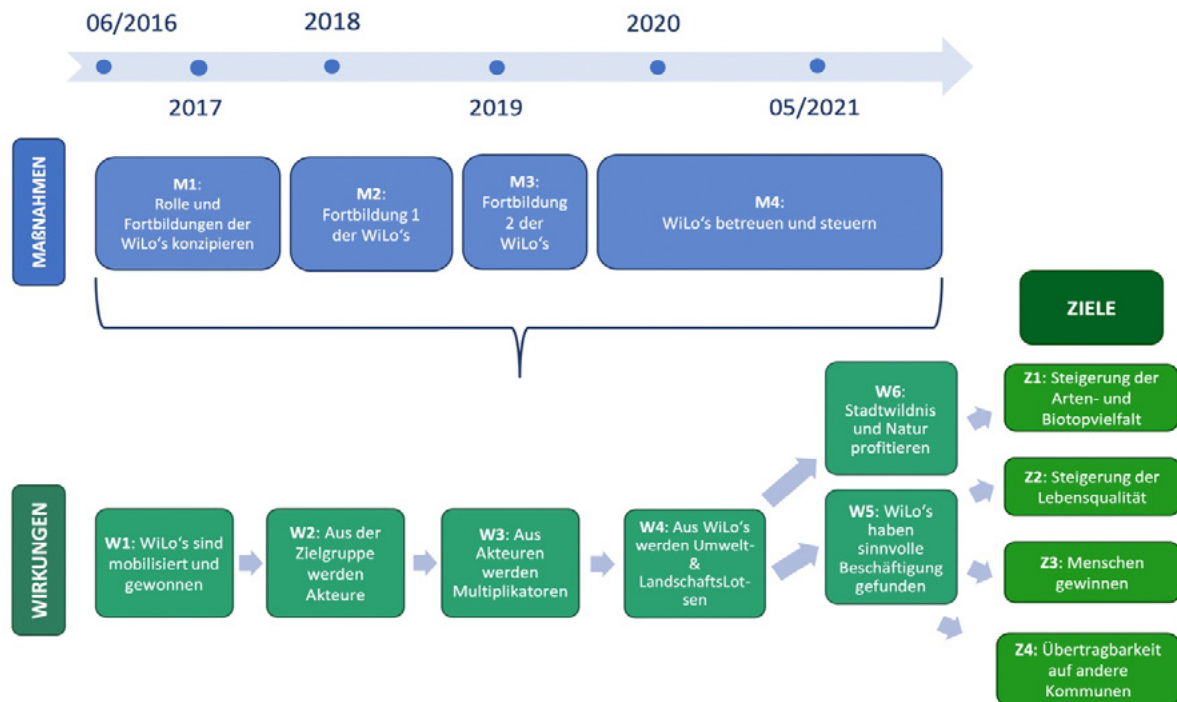 06/2016
2018
2020
2017
2019
05/2021
MAßNAHMEN
M1:
Rolle und
Fortbildungen der
WiLo‘s konzipieren
M2:
Fortbildung 1
der WiLo‘s
M3:
Fortbildung
2 der
WiLo‘s
M4:
WiLo‘s betreuen und steuern
ZIELE
WIRKUNGEN
W1: WiLo‘s sind
mobilisiert und
gewonnen
W2: Aus der
Zielgruppe
werden
Akteure
W3: Aus
Akteuren
werden
Multiplikatoren
W4: Aus WiLo‘s
werden Umwelt-
&
LandschaftsLot-
sen
W6:
Stadtwildnis
und Natur
profitieren
W5: WiLo‘s
haben
sinnvolle
Beschäftigung
gefunden
Z1: Steigerung der
Arten- und
Biotopvielfalt
Z2: Steigerung der
Lebensqualität
Z3: Menschen
gewinnen
Z4: Übertragbarkeit
auf andere
Kommunen